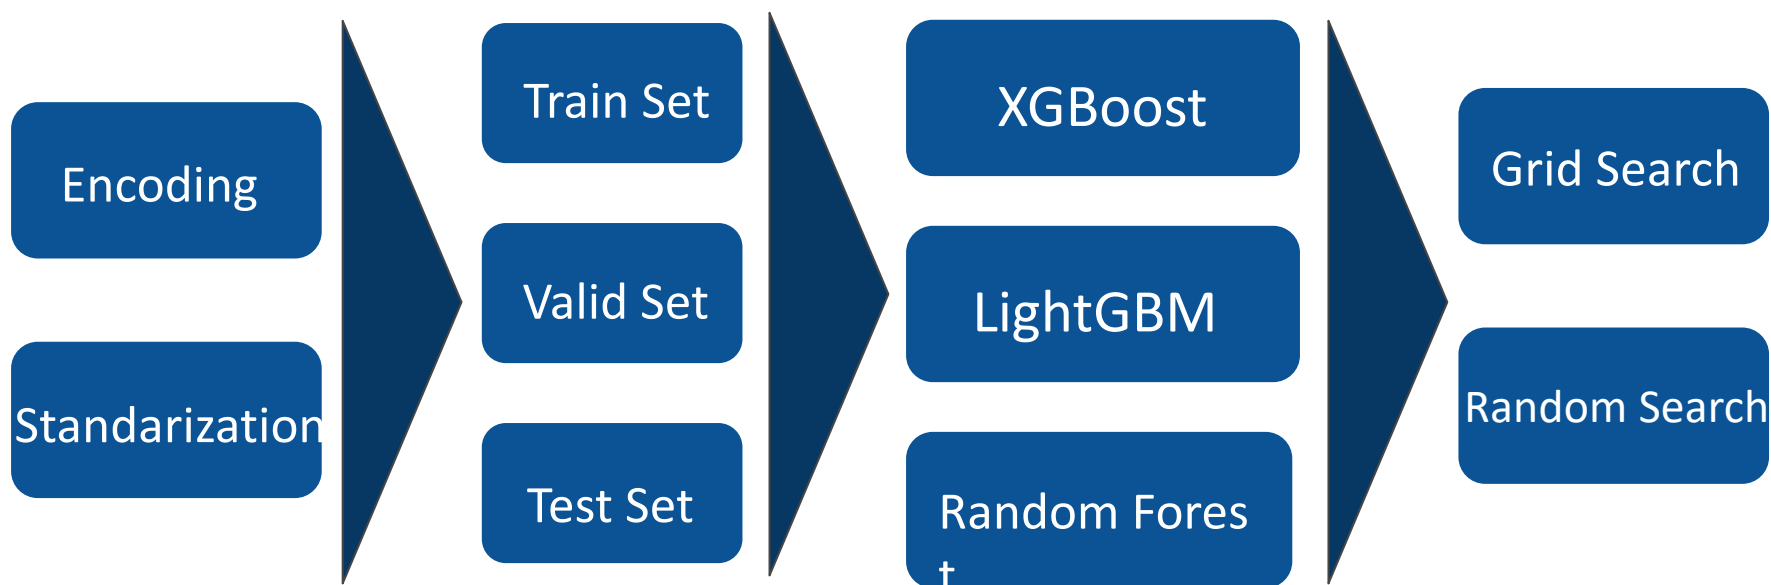 Encoding
Standarization
Train Set
Valid Set
Test Set
XGBoost
LightGBM
Random Fores
t
Grid Search
Random Search